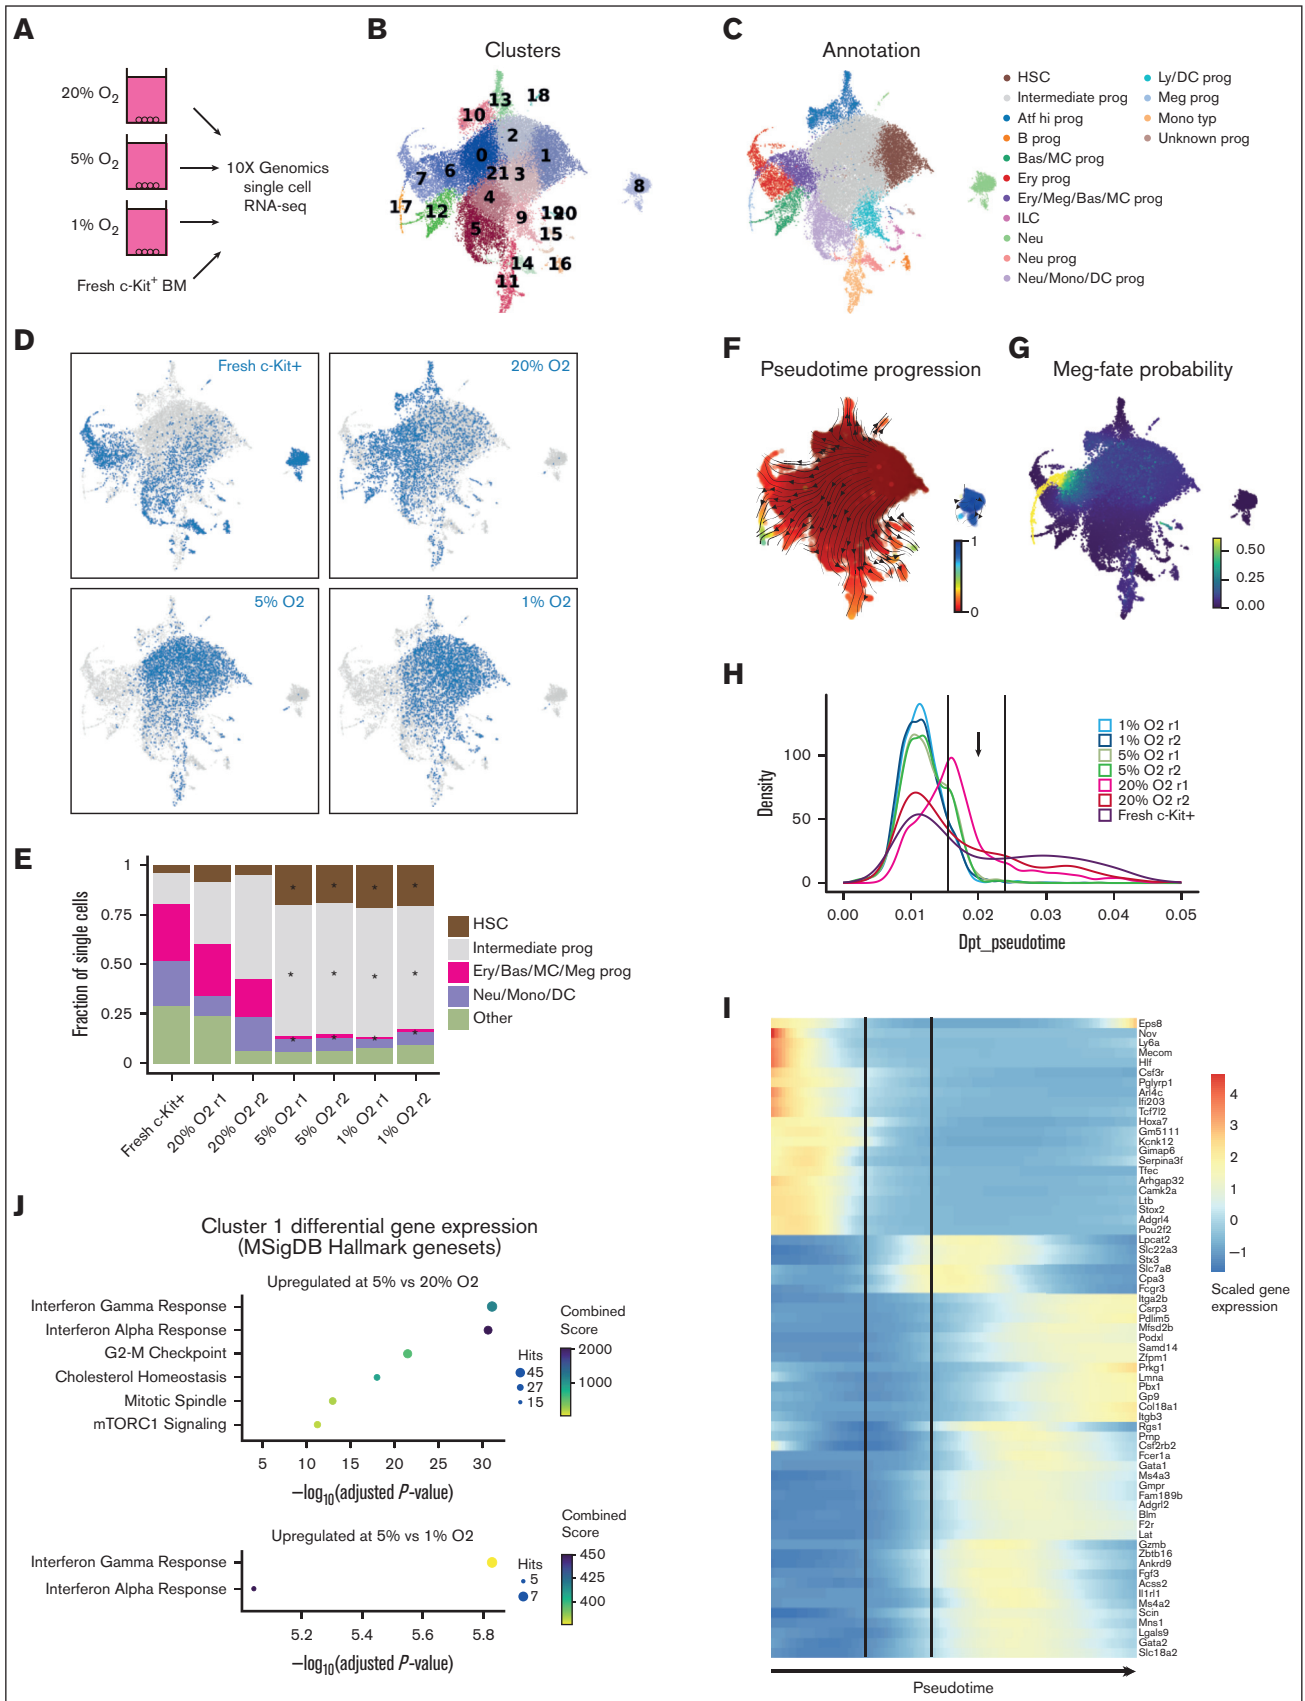 A
20% O2
5% O2
1% O2
Fresh c-Kit+ BM
10X Genomics
single cell
RNA-seq
B
Clusters
13
18
10
2
0
1
6
21
3
7
8
4
17
12
9
19
20
5
15
14
16
11
C
Annotation
HSC
Intermediate prog
Atf hi prog
B prog
Bas/MC prog
Ery prog
Ery/Meg/Bas/MC prog
ILC
Neu
Neu prog
Neu/Mono/DC prog
Ly/DC prog
Meg prog
Mono typ
Unknown prog
D
Fresh c-Kit+
20% O2
5% O2
1% O2
E
Fraction of single cells
1
0.75
0.50
0.25
0
* * * *
* * * *
* * * *
Fresh c-Kit+
20% O2 r1
20% O2 r2
5% O2 r1
5% O2 r2
1% O2 r1
1% O2 r2
HSC
Intermediate prog
Ery/Bas/MC/Meg prog
Neu/Mono/DC
Other
F
Pseudotime progression
1
0
G
Meg-fate probability
0.50
0.25
0.00
H
Density
100
50
0
0.00
0.01
0.02
0.03
0.04
0.05
Dpt_pseudotime
1% O2 r1
1% O2 r2
5% O2 r1
5% O2 r2
20% O2 r1
20% O2 r2
Fresh c-Kit+
I
Eps8
Nov
Ly6a
Mecom
Hlf
Csf3r
Pglyrp1
Arl4c
Ifi203
Tcf7l2
Hoxa7
Gm5111
Kcnk12
Gimap6
Serpina3f
Tfec
Arhgap32
Camk2a
Ltb
Stox2
Adgrl4
Pou2f2
Lpcat2
Slc22a3
Stx3
Slc7a8
Cpa3
Fcgr3
Itga2b
Csrp3
Pdlim5
Mfsd2b
Podxl
Samd14
Zfpm1
Prkg1
Lmna
Pbx1
Gp9
Col18a1
Itgb3
Rgs1
Prnp
Csf2rb2
Fcer1a
Gata1
Ms4a3
Gmpr
Fam189b
Adgrl2
Blm
F2r
Lat
Gzmb
Zbtb16
Ankrd9
Fgf3
Acss2
Il1rl1
Ms4a2
Scin
Mns1
Lgals9
Gata2
Slc18a2
Pseudotime
4
3
2
1
0
−1
Scaled gene
expression
J
Cluster 1 differential gene expression
(MSigDB Hallmark genesets)
Upregulated at 5% vs 20% O2
Interferon Gamma Response
Interferon Alpha Response
G2-M Checkpoint
Cholesterol Homeostasis
Mitotic Spindle
mTORC1 Signaling
5
10
15
20
25
30
−log10(adjusted P-value)
Hits
45
27
15
Combined
Score
2000
1000
Upregulated at 5% vs 1% O2
Interferon Gamma Response
Interferon Alpha Response
5.2
5.4
5.6
5.8
−log10(adjusted P-value)
Hits
5
7
Combined
Score
450
425
400